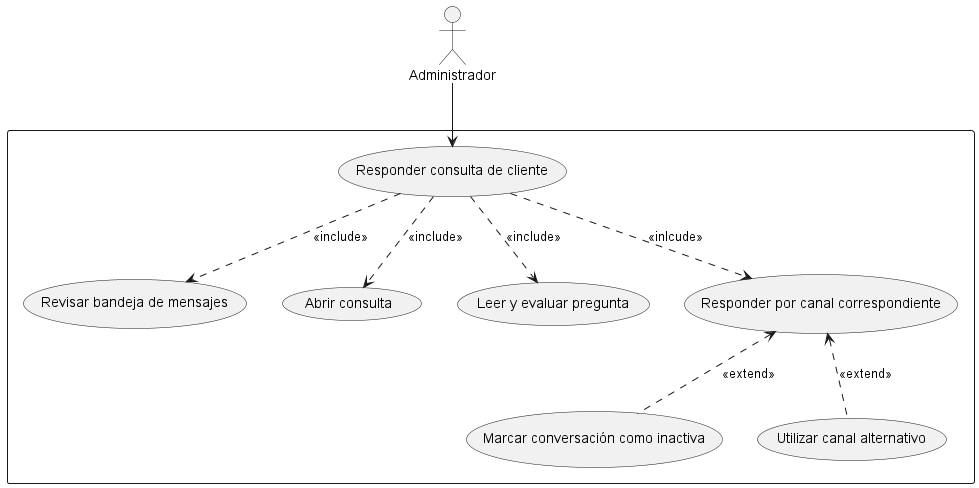 Administrador
Responder consulta de cliente
«include»
«include»
«include»
«inlcude»
Revisar bandeja de mensajes
Abrir consulta
Leer y evaluar pregunta
Responder por canal correspondiente
«extend»
«extend»
Marcar conversación como inactiva
Utilizar canal alternativo